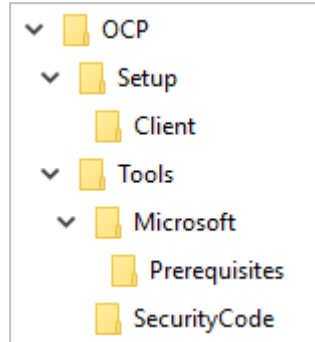 OCP
Setup
Client
Tools
Microsoft
Prerequisites
SecurityCode